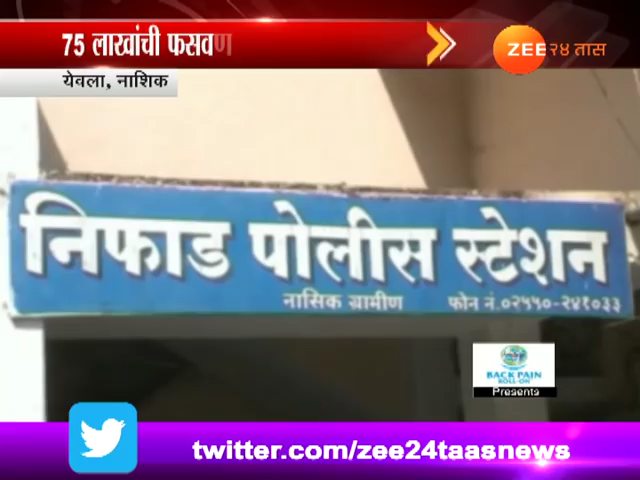 75 लाखांची फसवण
ZEE २४ तास
येवला, नाशिक
निफाड पोलीस स्टेशन
नासिक ग्रामीण फोन नं.०२५५०-२४१०३३
BACK PAIN
ROLL-ON
Presents
twitter.com/zee24taasnews